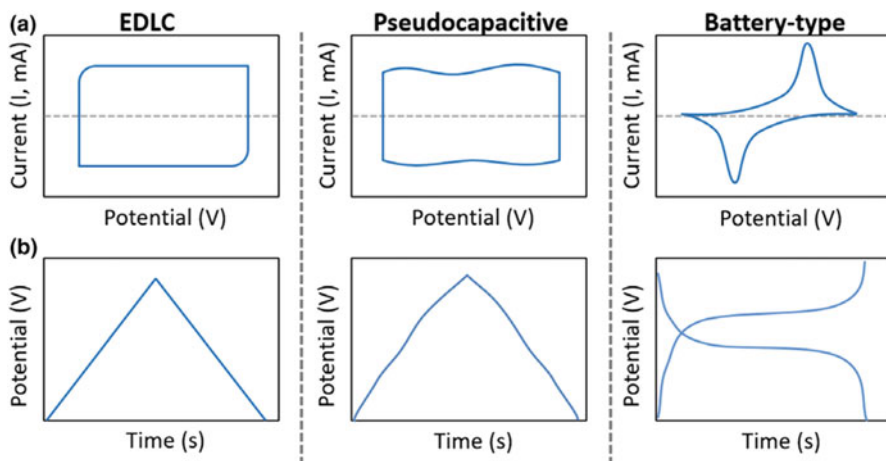 (a)
EDLC
Pseudocapacitive
Battery-type
Current (I, mA)
Potential (V)
Current (I, mA)
Potential (V)
Current (I, mA)
Potential (V)
(b)
Potential (V)
Time (s)
Potential (V)
Time (s)
Potential (V)
Time (s)